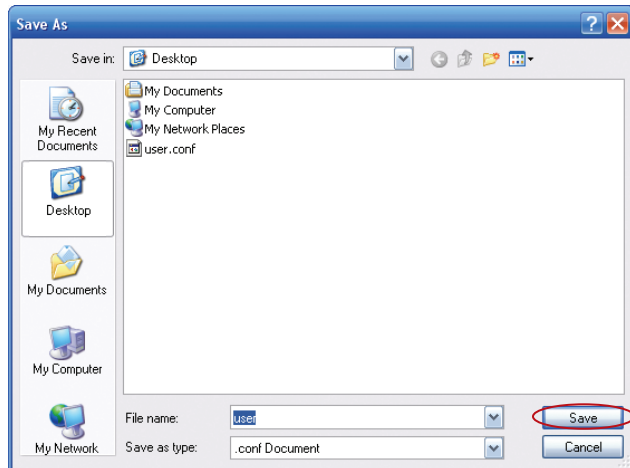 Save As
Save in:
Desktop
My Recent
Documents
Desktop
My Documents
My Computer
My Network
My Documents
My Computer
My Network Places
user.conf
File name:
user
Save
Save as type:
.conf Document
Cancel